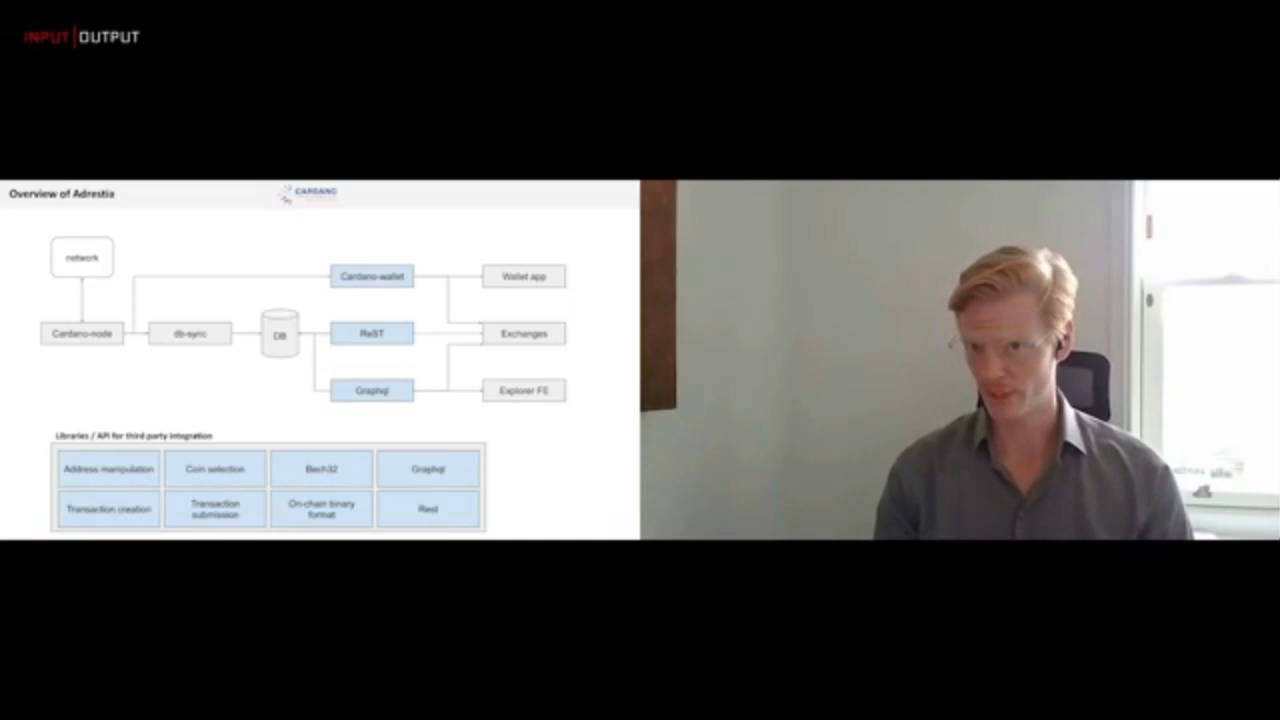 INPUT|OUTPUT
Overview of Adrestia
CARDANO
network
Cardano-wallet
Wallet app
Cardano-node
db-sync
DB
ReST
Exchanges
Graphql
Explorer FE
Libraries / API for third party integration
Address manipulation
Coin selection
Bech32
Graphql
Transaction creation
Transaction
submission
On-chain binary
format
Rest